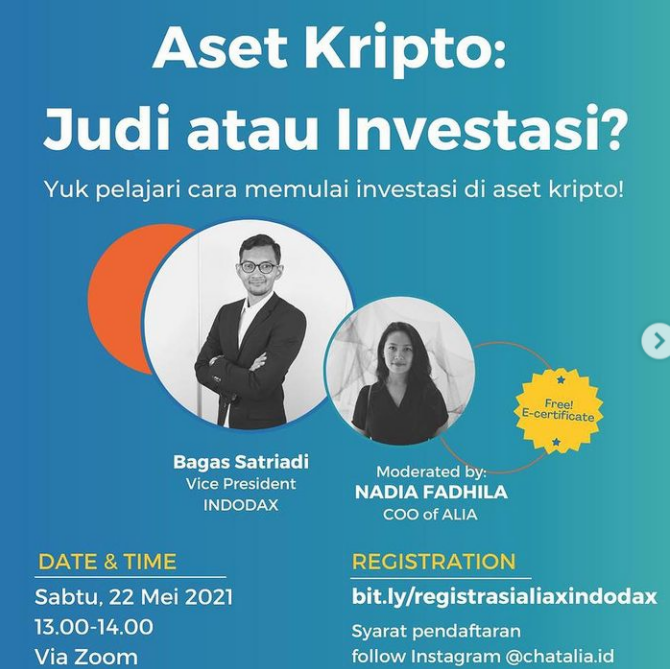 Aset Kripto:
Judi atau Investasi?
Yuk pelajari cara memulai investasi di aset kripto!
Free!
E-certificate
Bagas Satriadi
Vice President
INDODAX
Moderated by:
NADIA FADHILA
COO of ALIA
DATE & TIME
Sabtu, 22 Mei 2021
13.00-14.00
Via Zoom
REGISTRATION
bit.ly/registrasialiaxindodax
Syarat pendaftaran
follow Instagram @chatalia.id